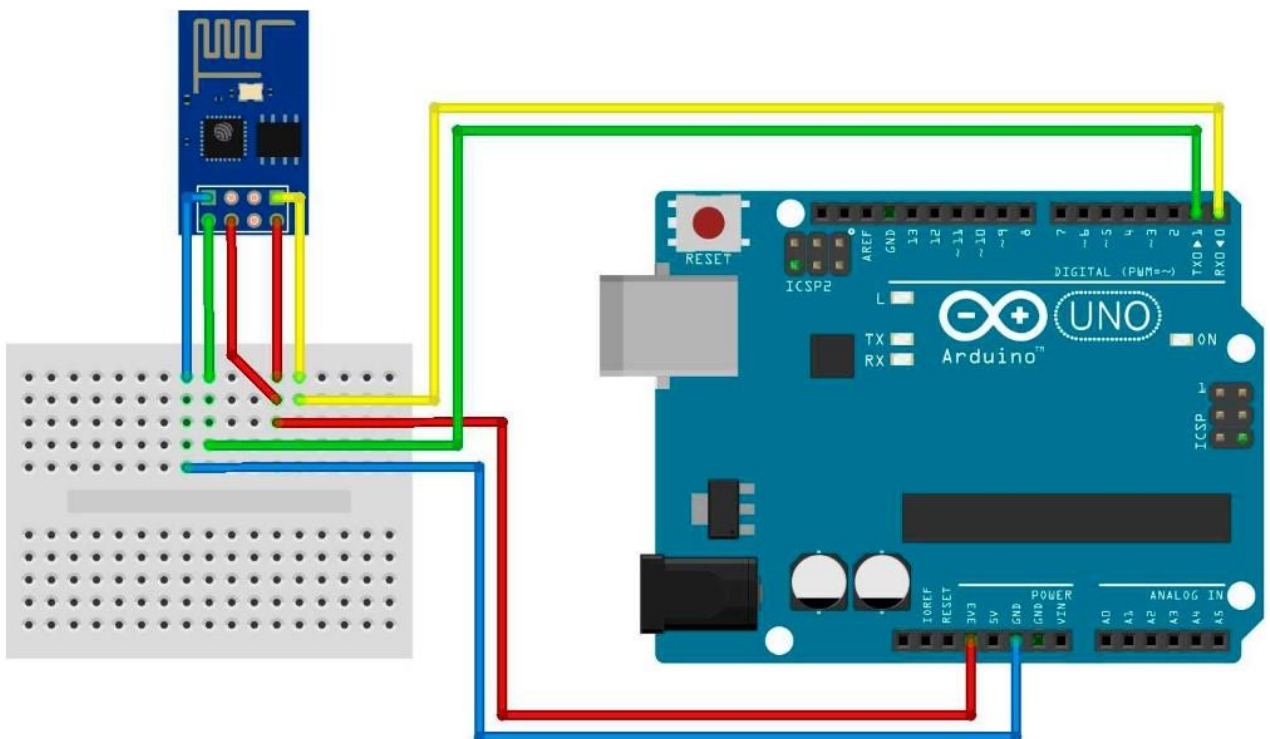 RESET
ICSP2
AREF
GND
13
12
~11
~10
~9
8
7
~6
~5
4
~3
2
TX0▶1
RX0◀0
DIGITAL (PWM=~)
L
TX
RX
Arduino™
UNO
ON
1
ICSP
POWER
ANALOG IN
IOREF
RESET
3V3
5V
GND
GND
VIN
A0
A1
A2
A3
A4
A5